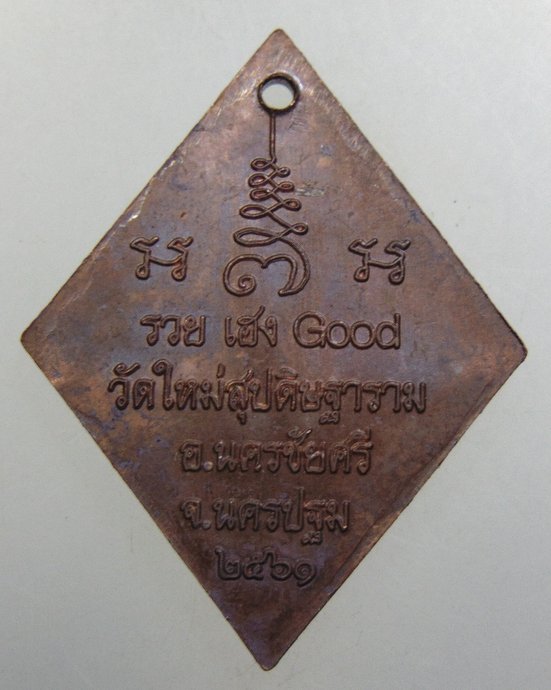 รวย เฮง Good
วัดใหม่สุปดิษฐาราม
อ.นครชัยศรี
จ.นครปฐม
๒๕๖๑